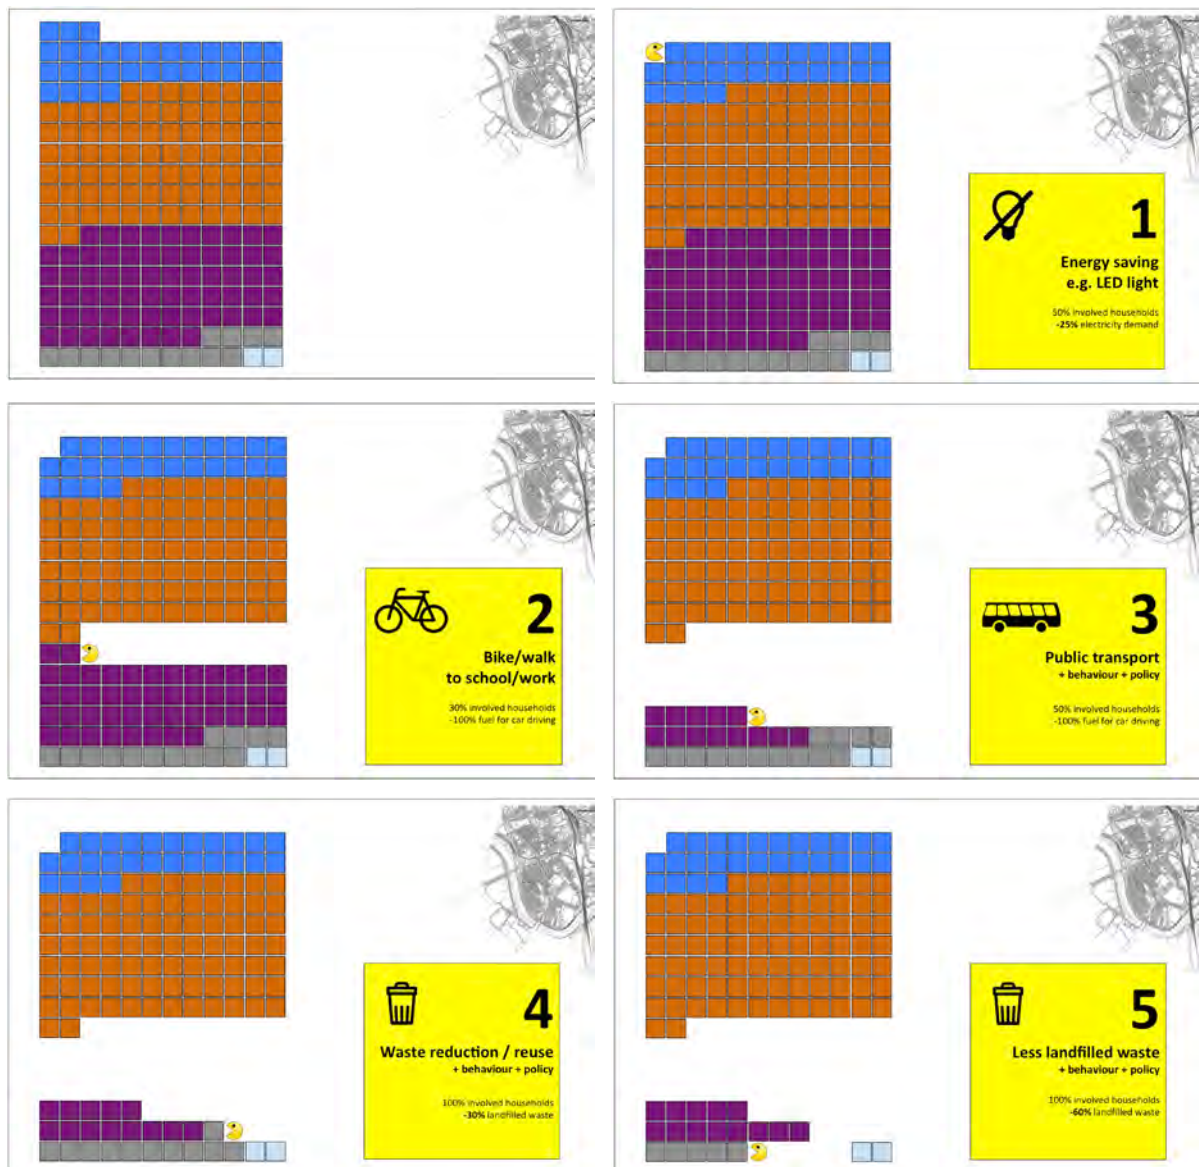 1
Energy saving
e.g. LED light
50% involved households
-25% electricity demand
2
Bike/walk
to school/work
30% involved households
-100% fuel for car driving
3
Public transport
+ behaviour + policy
50% involved households
-100% fuel for car driving
4
Waste reduction / reuse
+ behaviour + policy
100% involved households
-30% landfilled waste
5
Less landfilled waste
+ behaviour + policy
100% involved households
-60% landfilled waste